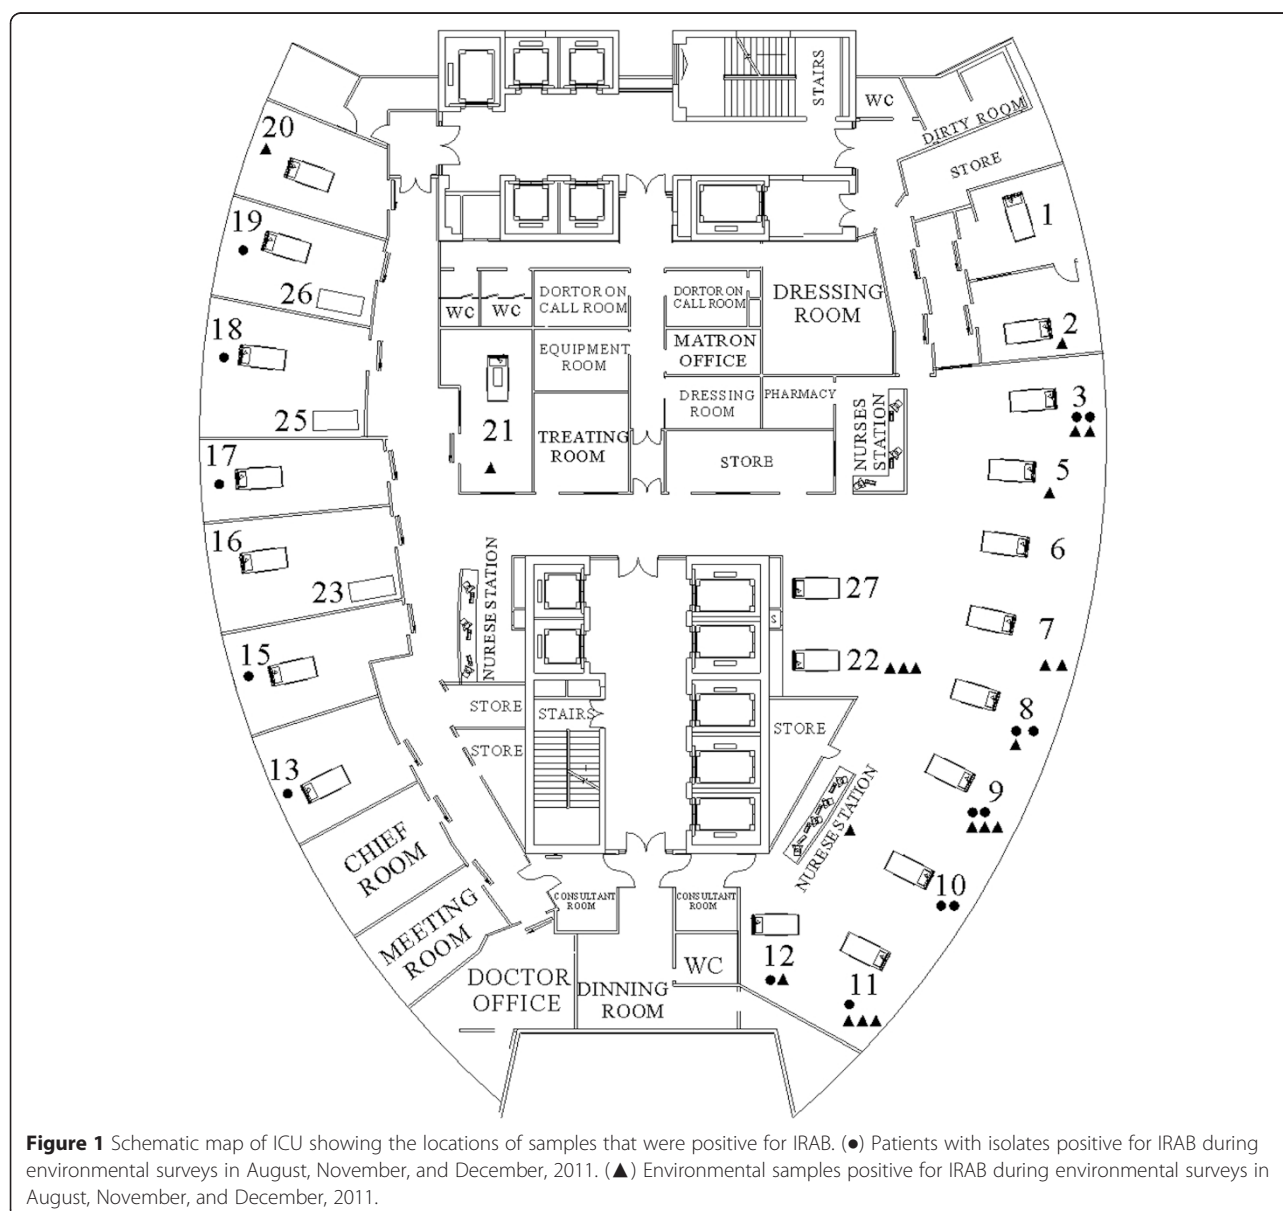 STAIRS
WC
DIRTY ROOM
STORE
20
1
19
26
WC
WC
DORTOR ON
CALL ROOM
DORTOR ON
CALL ROOM
DRESSING
ROOM
18
EQUIPMENT
ROOM
MATRON
OFFICE
2
25
21
TREATING
ROOM
DRESSING
ROOM
PHARMACY
STORE
NURSES
STATION
3
●●
▲▲
17
5
16
23
6
NURESE STATION
27
S
7
15
22
STORE
STAIRS
STORE
STORE
8
13
9
NURESE STATION
CHIEF
ROOM
10
MEETING
ROOM
CONSULTANT
ROOM
CONSULTANT
ROOM
12
WC
11
DOCTOR
OFFICE
DINNING
ROOM
Figure 1 Schematic map of ICU showing the locations of samples that were positive for IRAB. (●) Patients with isolates positive for IRAB during
environmental surveys in August, November, and December, 2011. (▲) Environmental samples positive for IRAB during environmental surveys in
August, November, and December, 2011.